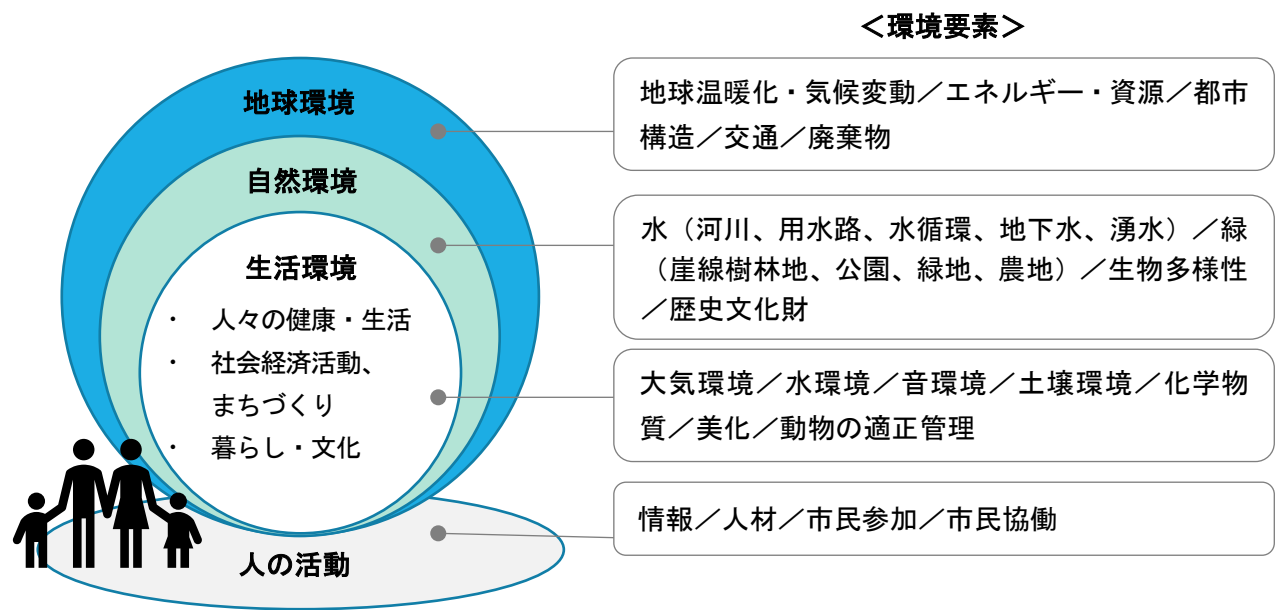 ＜環境要素＞
地球環境
地球温暖化・気候変動／エネルギー・資源／都市
構造／交通／廃棄物
自然環境
水（河川、用水路、水循環、地下水、湧水）／緑
（崖線樹林地、公園、緑地、農地）／生物多様性
／歴史文化財
生活環境
・ 人々の健康・生活
・ 社会経済活動、
まちづくり
・ 暮らし・文化
大気環境／水環境／音環境／土壌環境／化学物
質／美化／動物の適正管理
人の活動
情報／人材／市民参加／市民協働